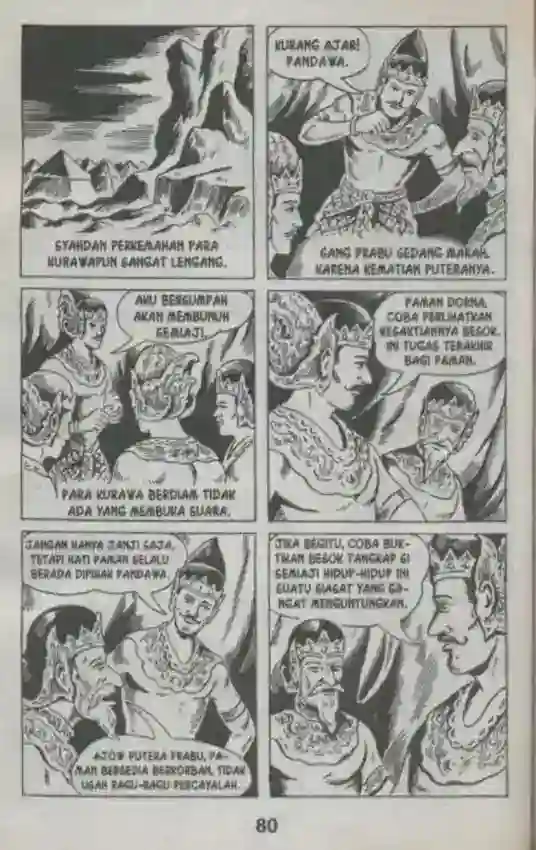 SYAHDAN PERKEMAHAN PARA
KURAWAPUN SANGAT LENGANG.
KURANG AJAR!
PANDAWA.
SANG PRABU SEDANG MARAH.
KARENA KEMATIAN PUTERANYA.
AKU BERSUMPAH
AKAN MEMBUNUH
SEMIAJI.
PARA KURAWA BERDIAM TIDAK
ADA YANG MEMBUKA SUARA.
PAMAN DORNA,
COBA PERLIHATKAN
KESAKTIANNYA BESOK.
INI TUGAS TERAKHIR
BAGI PAMAN.
JANGAN HANYA JANJI SAJA,
TETAPI HATI PAMAN SELALU
BERADA DIPIHAK PANDAWA.
PUTERA PRABU, PA-
MAN BERSEDIA BERKORBAN, TIDAK
USAH RAGU-RAGU PERCAYALAH.
JIKA BEGITU, COBA BUK-
TIKAN BESOK TANGKAP SI
SEMIAJI HIDUP-HIDUP INI
SUATU SIASAT YANG SA-
NGAT MENGUNTUNGKAN.
80